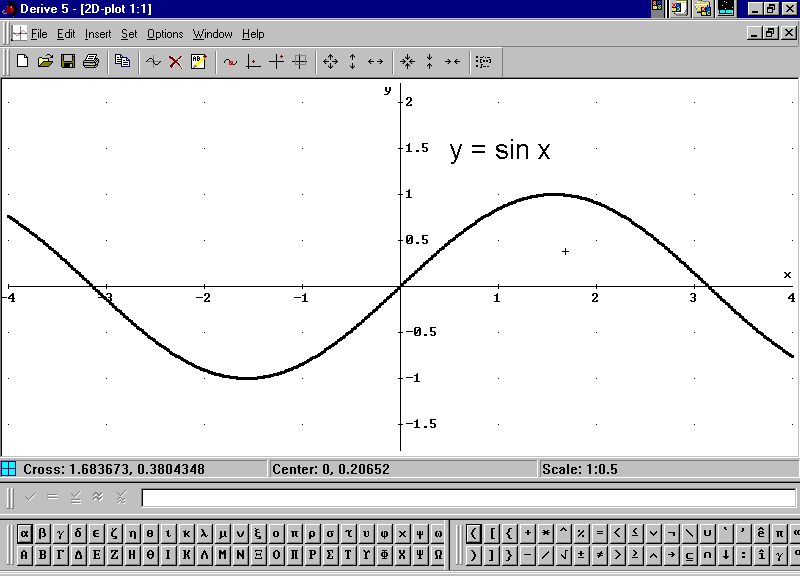 Derive 5 - [2D-plot 1:1]
File Edit Insert Set Options Window Help
y
2
1.5
y = sin x
1
0.5
x
-4 -3 -2 -1 1 2 3 4
-0.5
-1
-1.5
Cross: 1.683673, 0.3804348 Center: 0, 0.20652 Scale: 1:0.5
α β γ δ ε ζ η θ ι κ λ μ ν ξ ο π ρ σ τ υ φ χ ψ ω ( [ { + * ^ % = < ≤ ∨ ¬ \ ∪ ê π
Α Β Γ Δ Ε Ζ Η Θ Ι Κ Λ Μ Ν Ξ Ο Π Ρ Σ Τ Υ Φ Χ Ψ Ω ) ] } - / √ ± ≠ > ≥ ∧ → ⊆ ∩ ↓ : î γ